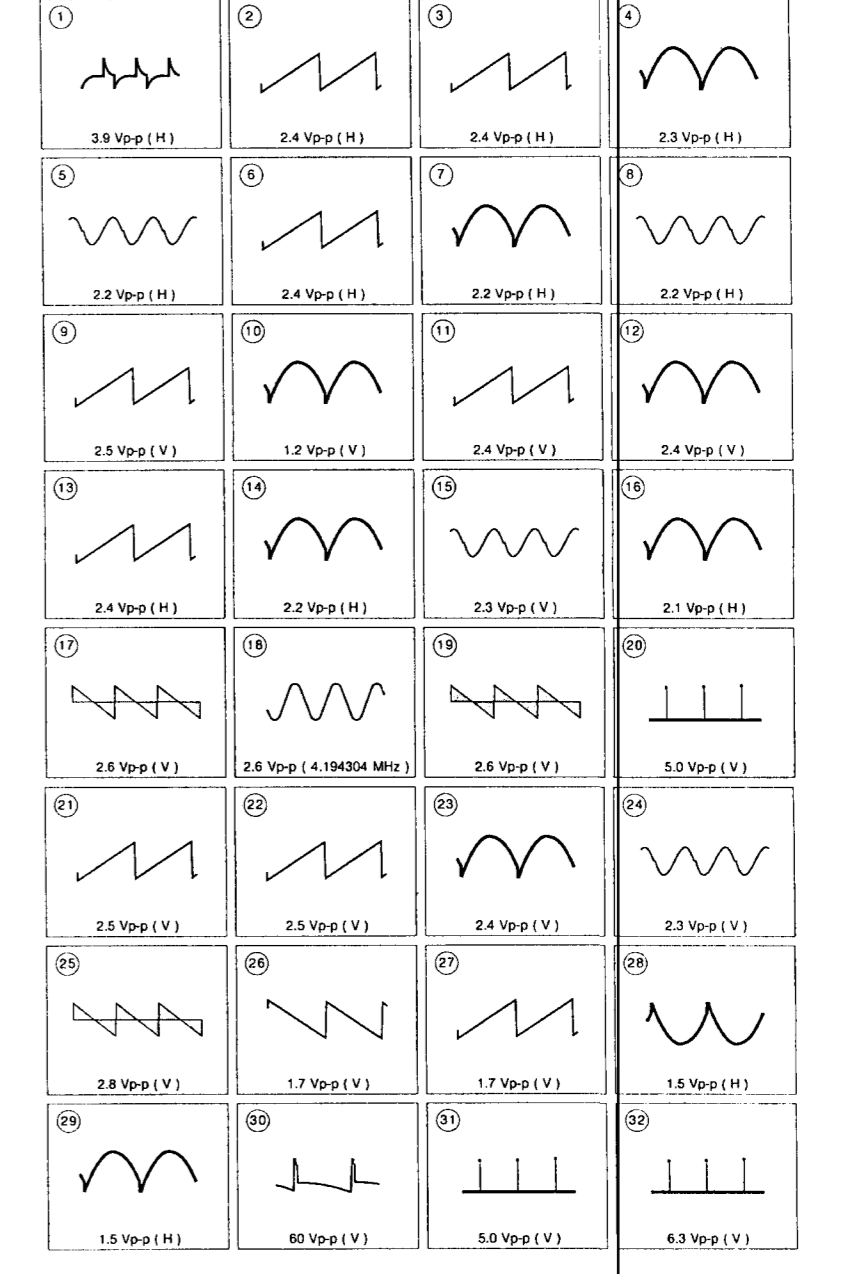 1 2 3 4
3.9 Vp-p ( H ) 2.4 Vp-p ( H ) 2.4 Vp-p ( H ) 2.3 Vp-p ( H )
5 6 7 8
2.2 Vp-p ( H ) 2.4 Vp-p ( H ) 2.2 Vp-p ( H ) 2.2 Vp-p ( H )
9 10 11 12
2.5 Vp-p ( V ) 1.2 Vp-p ( V ) 2.4 Vp-p ( V ) 2.4 Vp-p ( V )
13 14 15 16
2.4 Vp-p ( H ) 2.2 Vp-p ( H ) 2.3 Vp-p ( V ) 2.1 Vp-p ( H )
17 18 19 20
2.6 Vp-p ( V ) 2.6 Vp-p ( 4.194304 MHz ) 2.6 Vp-p ( V ) 5.0 Vp-p ( V )
21 22 23 24
2.5 Vp-p ( V ) 2.5 Vp-p ( V ) 2.4 Vp-p ( V ) 2.3 Vp-p ( V )
25 26 27 28
2.8 Vp-p ( V ) 1.7 Vp-p ( V ) 1.7 Vp-p ( V ) 1.5 Vp-p ( H )
29 30 31 32
1.5 Vp-p ( H ) 60 Vp-p ( V ) 5.0 Vp-p ( V ) 6.3 Vp-p ( V )